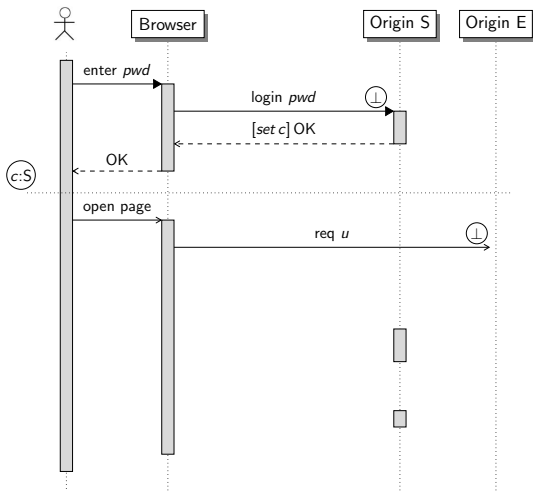 Browser
Origin S
Origin E
enter pwd
login pwd
⊥
[set c] OK
OK
c:S
open page
req u
⊥